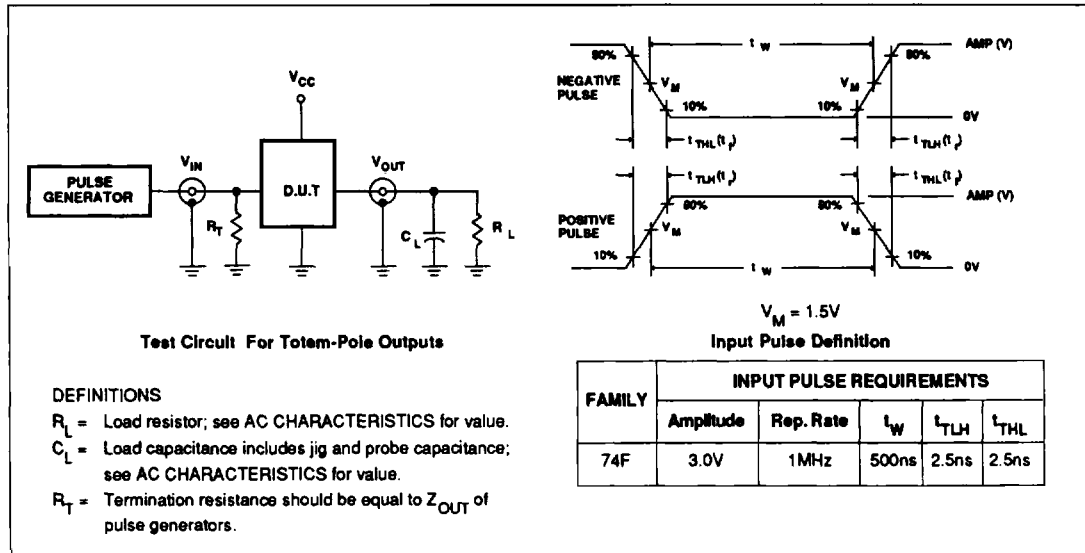 V_CC
V_IN
V_OUT
PULSE GENERATOR
D.U.T
R_T
C_L
R_L
Test Circuit For Totem-Pole Outputs
DEFINITIONS
R_L = Load resistor; see AC CHARACTERISTICS for value.
C_L = Load capacitance includes jig and probe capacitance;
see AC CHARACTERISTICS for value.
R_T = Termination resistance should be equal to Z_OUT of
pulse generators.
t_W
AMP (V)
90%
90%
NEGATIVE
PULSE
V_M
V_M
10%
10%
0V
t_THL (t_f)
t_TLH (t_r)
t_TLH (t_r)
t_THL (t_f)
AMP (V)
90%
90%
POSITIVE
PULSE
V_M
V_M
10%
10%
t_W
0V
V_M = 1.5V
Input Pulse Definition
FAMILY
INPUT PULSE REQUIREMENTS
Amplitude Rep. Rate t_W t_TLH t_THL
74F 3.0V 1MHz 500ns 2.5ns 2.5ns